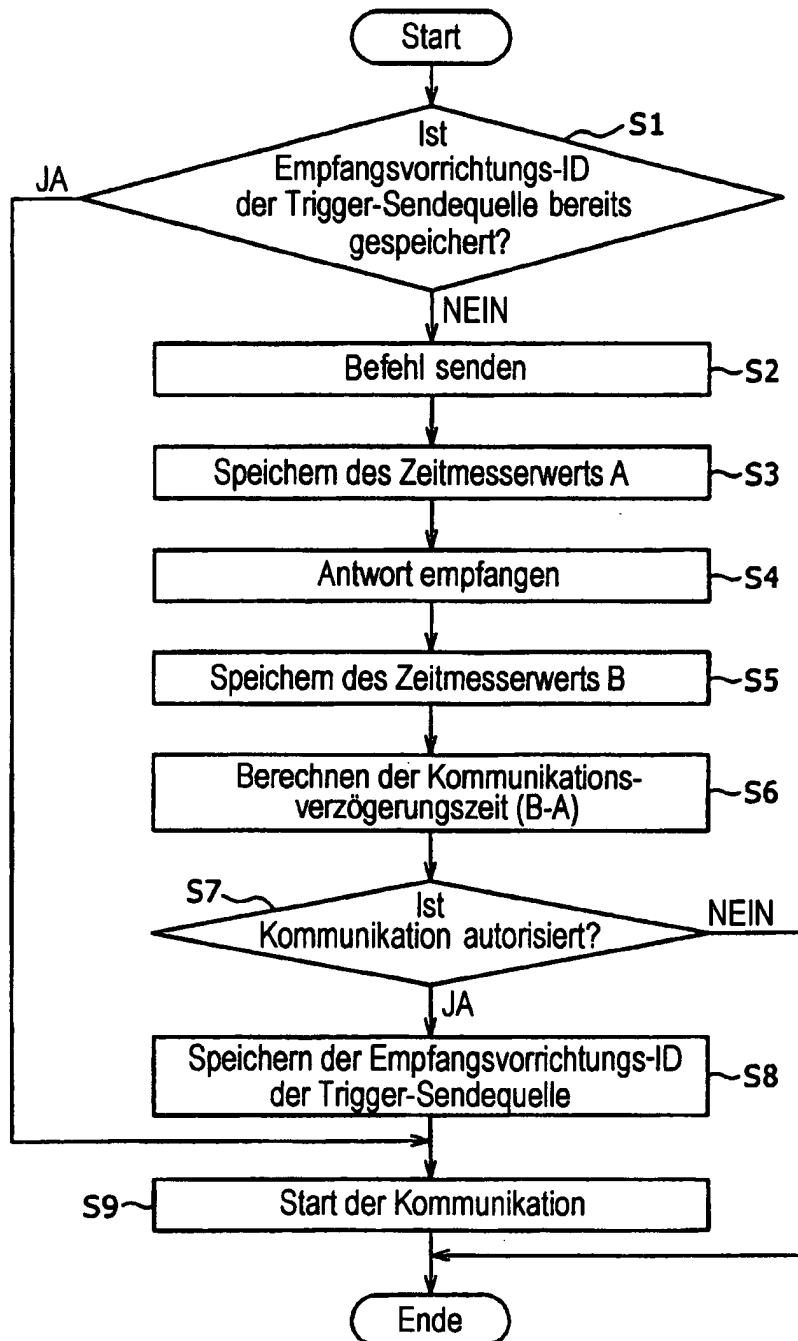 Start
S1
Ist
Empfangsvorrichtungs-ID
der Trigger-Sendequelle bereits
gespeichert?
JA
NEIN
Befehl senden
S2
Speichern des Zeitmesserwerts A
S3
Antwort empfangen
S4
Speichern des Zeitmesserwerts B
S5
Berechnen der Kommunikations-
verzögerungszeit (B-A)
S6
S7
Ist
Kommunikation autorisiert?
NEIN
JA
Speichern der Empfangsvorrichtungs-ID
der Trigger-Sendequelle
S8
S9
Start der Kommunikation
Ende